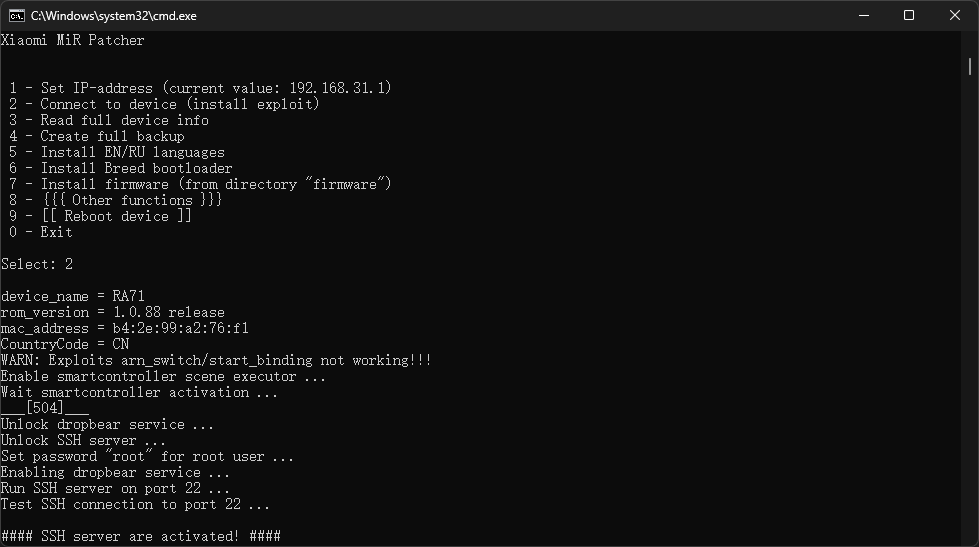 C:\Windows\system32\cmd.exe
Xiaomi MiR Patcher
1 - Set IP-address (current value: 192.168.31.1)
2 - Connect to device (install exploit)
3 - Read full device info
4 - Create full backup
5 - Install EN/RU languages
6 - Install Breed bootloader
7 - Install firmware (from directory "firmware")
8 - {{{ Other functions }}}
9 - [[ Reboot device ]]
0 - Exit
Select: 2
device_name = RA71
rom_version = 1.0.88 release
mac_address = b4:2e:99:a2:76:f1
CountryCode = CN
WARN: Exploits arn_switch/start_binding not working!!!
Enable smartcontroller scene executor ...
Wait smartcontroller activation ...
___[504]___
Unlock dropbear service ...
Unlock SSH server ...
Set password "root" for root user ...
Enabling dropbear service ...
Run SSH server on port 22 ...
Test SSH connection to port 22 ...
#### SSH server are activated! ####